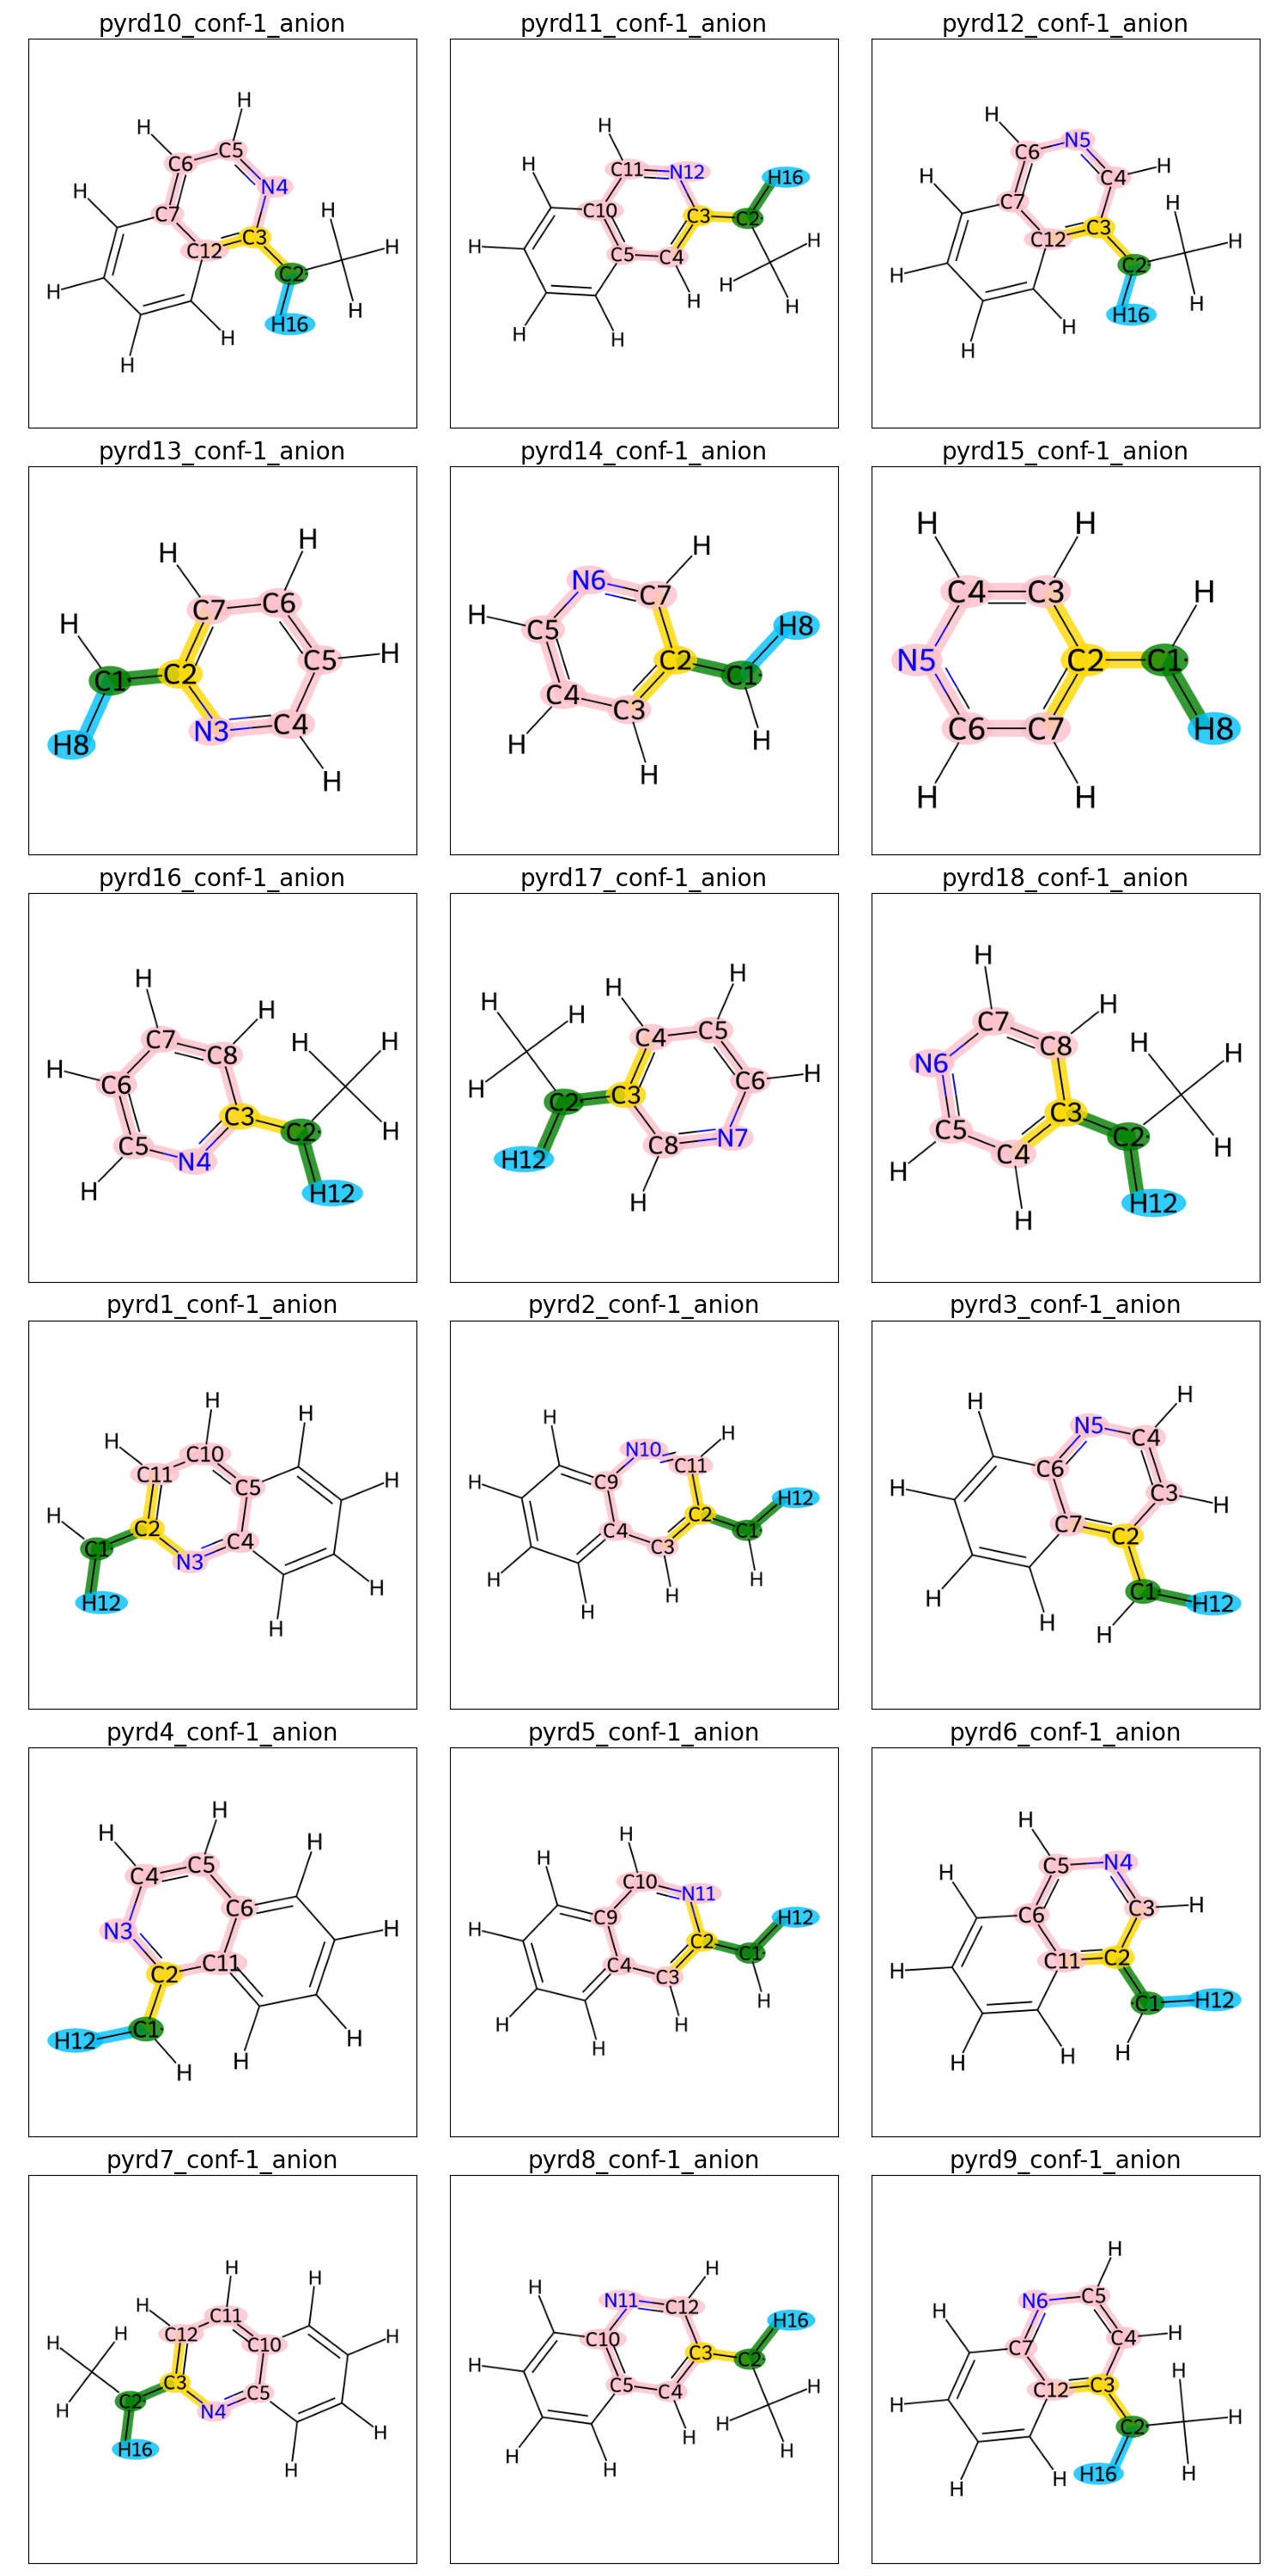 pyrd10_conf-1_anion pyrd11_conf-1_anion pyrd12_conf-1_anion
H
H
C5
C6
N4
H
H
C7
C3
C12
H
C2
H
H16
H
H
H
H
H
C11 N12 H16
C10
C3 C2
H
H
C5 C4
H
H
H
H
H
H
N5
C6
H
C4
H
C7
H
C3
C12
H
C2
H
H16
H
H
H
pyrd13_conf-1_anion pyrd14_conf-1_anion pyrd15_conf-1_anion
H
H
C7 C6
H
C5 H
C1 C2
N3 C4
H8
H
H
N6
C7
H
C5
H8
C2
C1
C4
C3
H
H
H
H H
C4 C3
H
N5 C2 C1
C6 C7 H8
H H
pyrd16_conf-1_anion pyrd17_conf-1_anion pyrd18_conf-1_anion
H
H
C7
H H
C8
H
C6
C3
C2
H
C5
N4
H H12
H
H
H
H
C4 C5
C6 H
H
C2 C3
C8 N7
H12
H
H
H
C7
C8
H
H
N6
C3
C5
C2
C4
H
H
H12
H
pyrd1_conf-1_anion pyrd2_conf-1_anion pyrd3_conf-1_anion
H
H
H
C10
C11
C5
H
H
C2
C4
C1
N3
H12
H
H
H
H
N10
C11
H
C9
H12
C2
C1
C4
C3
H
H
H
H
H
H
N5
C4
C6
H
C3
H
C7
C2
C1
H12
H
H
H
pyrd4_conf-1_anion pyrd5_conf-1_anion pyrd6_conf-1_anion
H
H
H
C4 C5
C6
N3
H
C11
C2
C1
H12
H
H
H
H
H
C10
N11
C9
H12
H
C2
C1
C4
C3
H
H
H
H
H
C5 N4
H
C3 H
C6
C11 C2
H
C1 H12
H H H
pyrd7_conf-1_anion pyrd8_conf-1_anion pyrd9_conf-1_anion
H
H
H
C11
C12
H
C10
H
H
C3
C5
C2
N4
H
H16
H
H
H
H
N11
C12
H16
C10
C3
C2
H
C5
C4
H
H
H
H
H
H
H
C5
N6
H
C4 H
C7
H
C3
C12
H
C2
H
H16
H
H
H